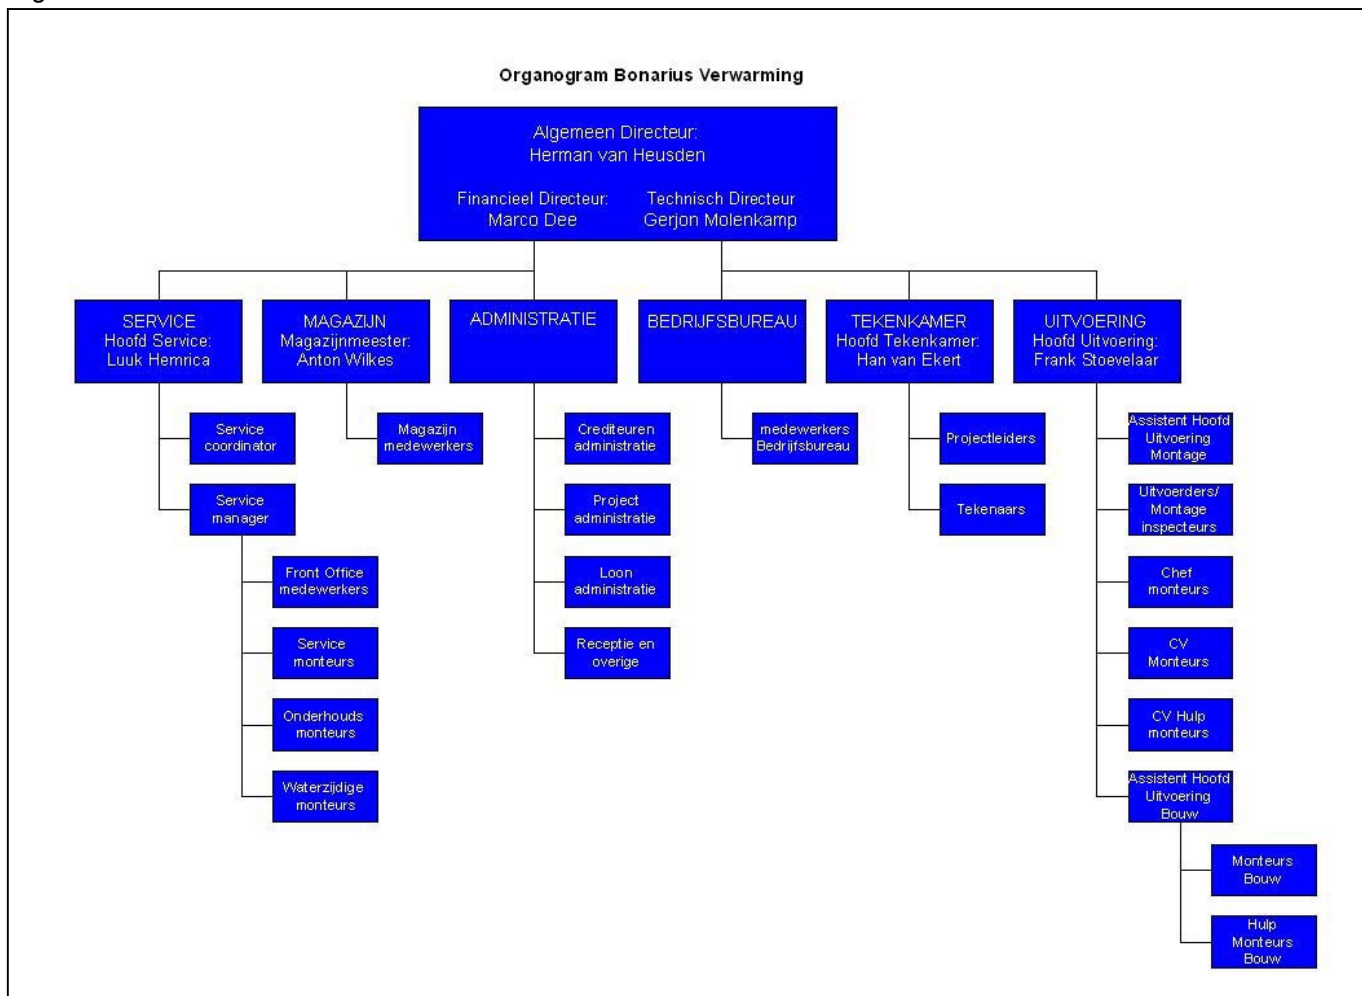 Organogram Bonarius Verwarming
Algemeen Directeur:
Herman van Heusden
Financieel Directeur:
Marco Dee
Technisch Directeur
Gerjon Molenkamp
SERVICE
Hoofd Service:
Luuk Hemrica
MAGAZIJN
Magazijnmeester:
Anton Wilkes
ADMINISTRATIE
BEDRIJFSBUREAU
TEKENKAMER
Hoofd Tekenkamer:
Han van Ekert
UITVOERING
Hoofd Uitvoering:
Frank Stoevelaar
Service
coordinator
Service
manager
Front Office
medewerkers
Service
monteurs
Onderhouds
monteurs
Waterzijdige
monteurs
Magazijn
medewerkers
Crediteuren
administratie
Project
administratie
Loon
administratie
Receptie en
overige
medewerkers
Bedrijfsbureau
Projectleiders
Tekenaars
Assistent Hoofd
Uitvoering
Montage
Uitvoerders/
Montage
inspecteurs
Chef
monteurs
CV
Monteurs
CV Hulp
monteurs
Assistent Hoofd
Uitvoering
Bouw
Monteurs
Bouw
Hulp
Monteurs
Bouw